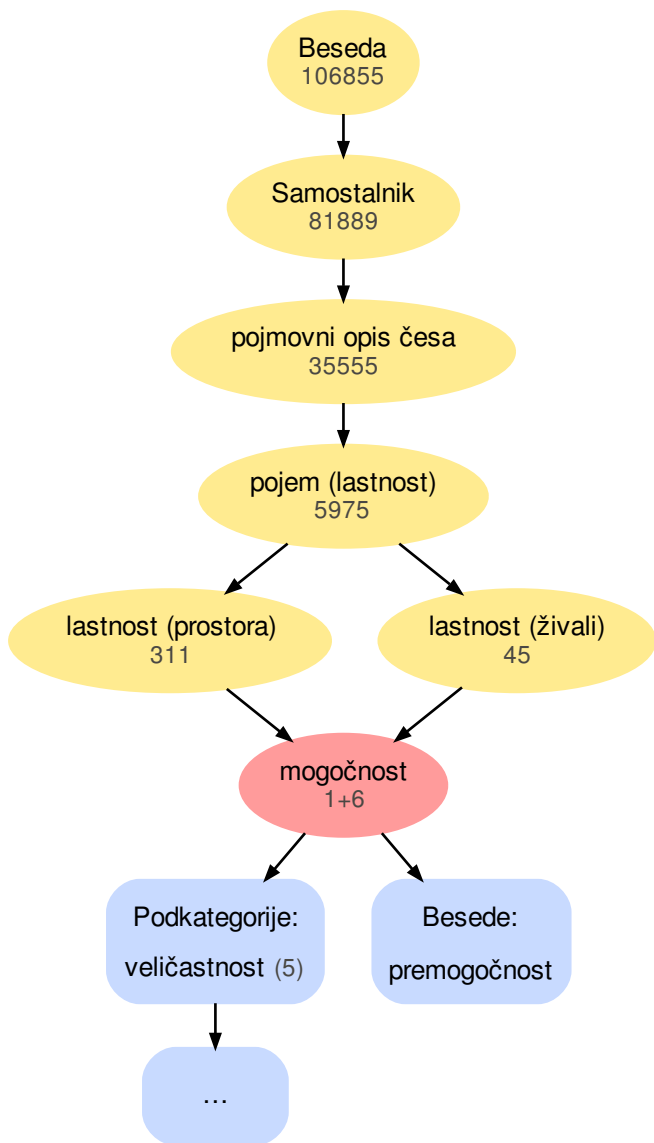 Beseda
106855
Samostalnik
81889
pojmovni opis česa
35555
pojem (lastnost)
5975
lastnost (prostora)
311
lastnost (živali)
45
mogočnost
1+6
Podkategorije:
veličastnost (5)
Besede:
premogočnost
...